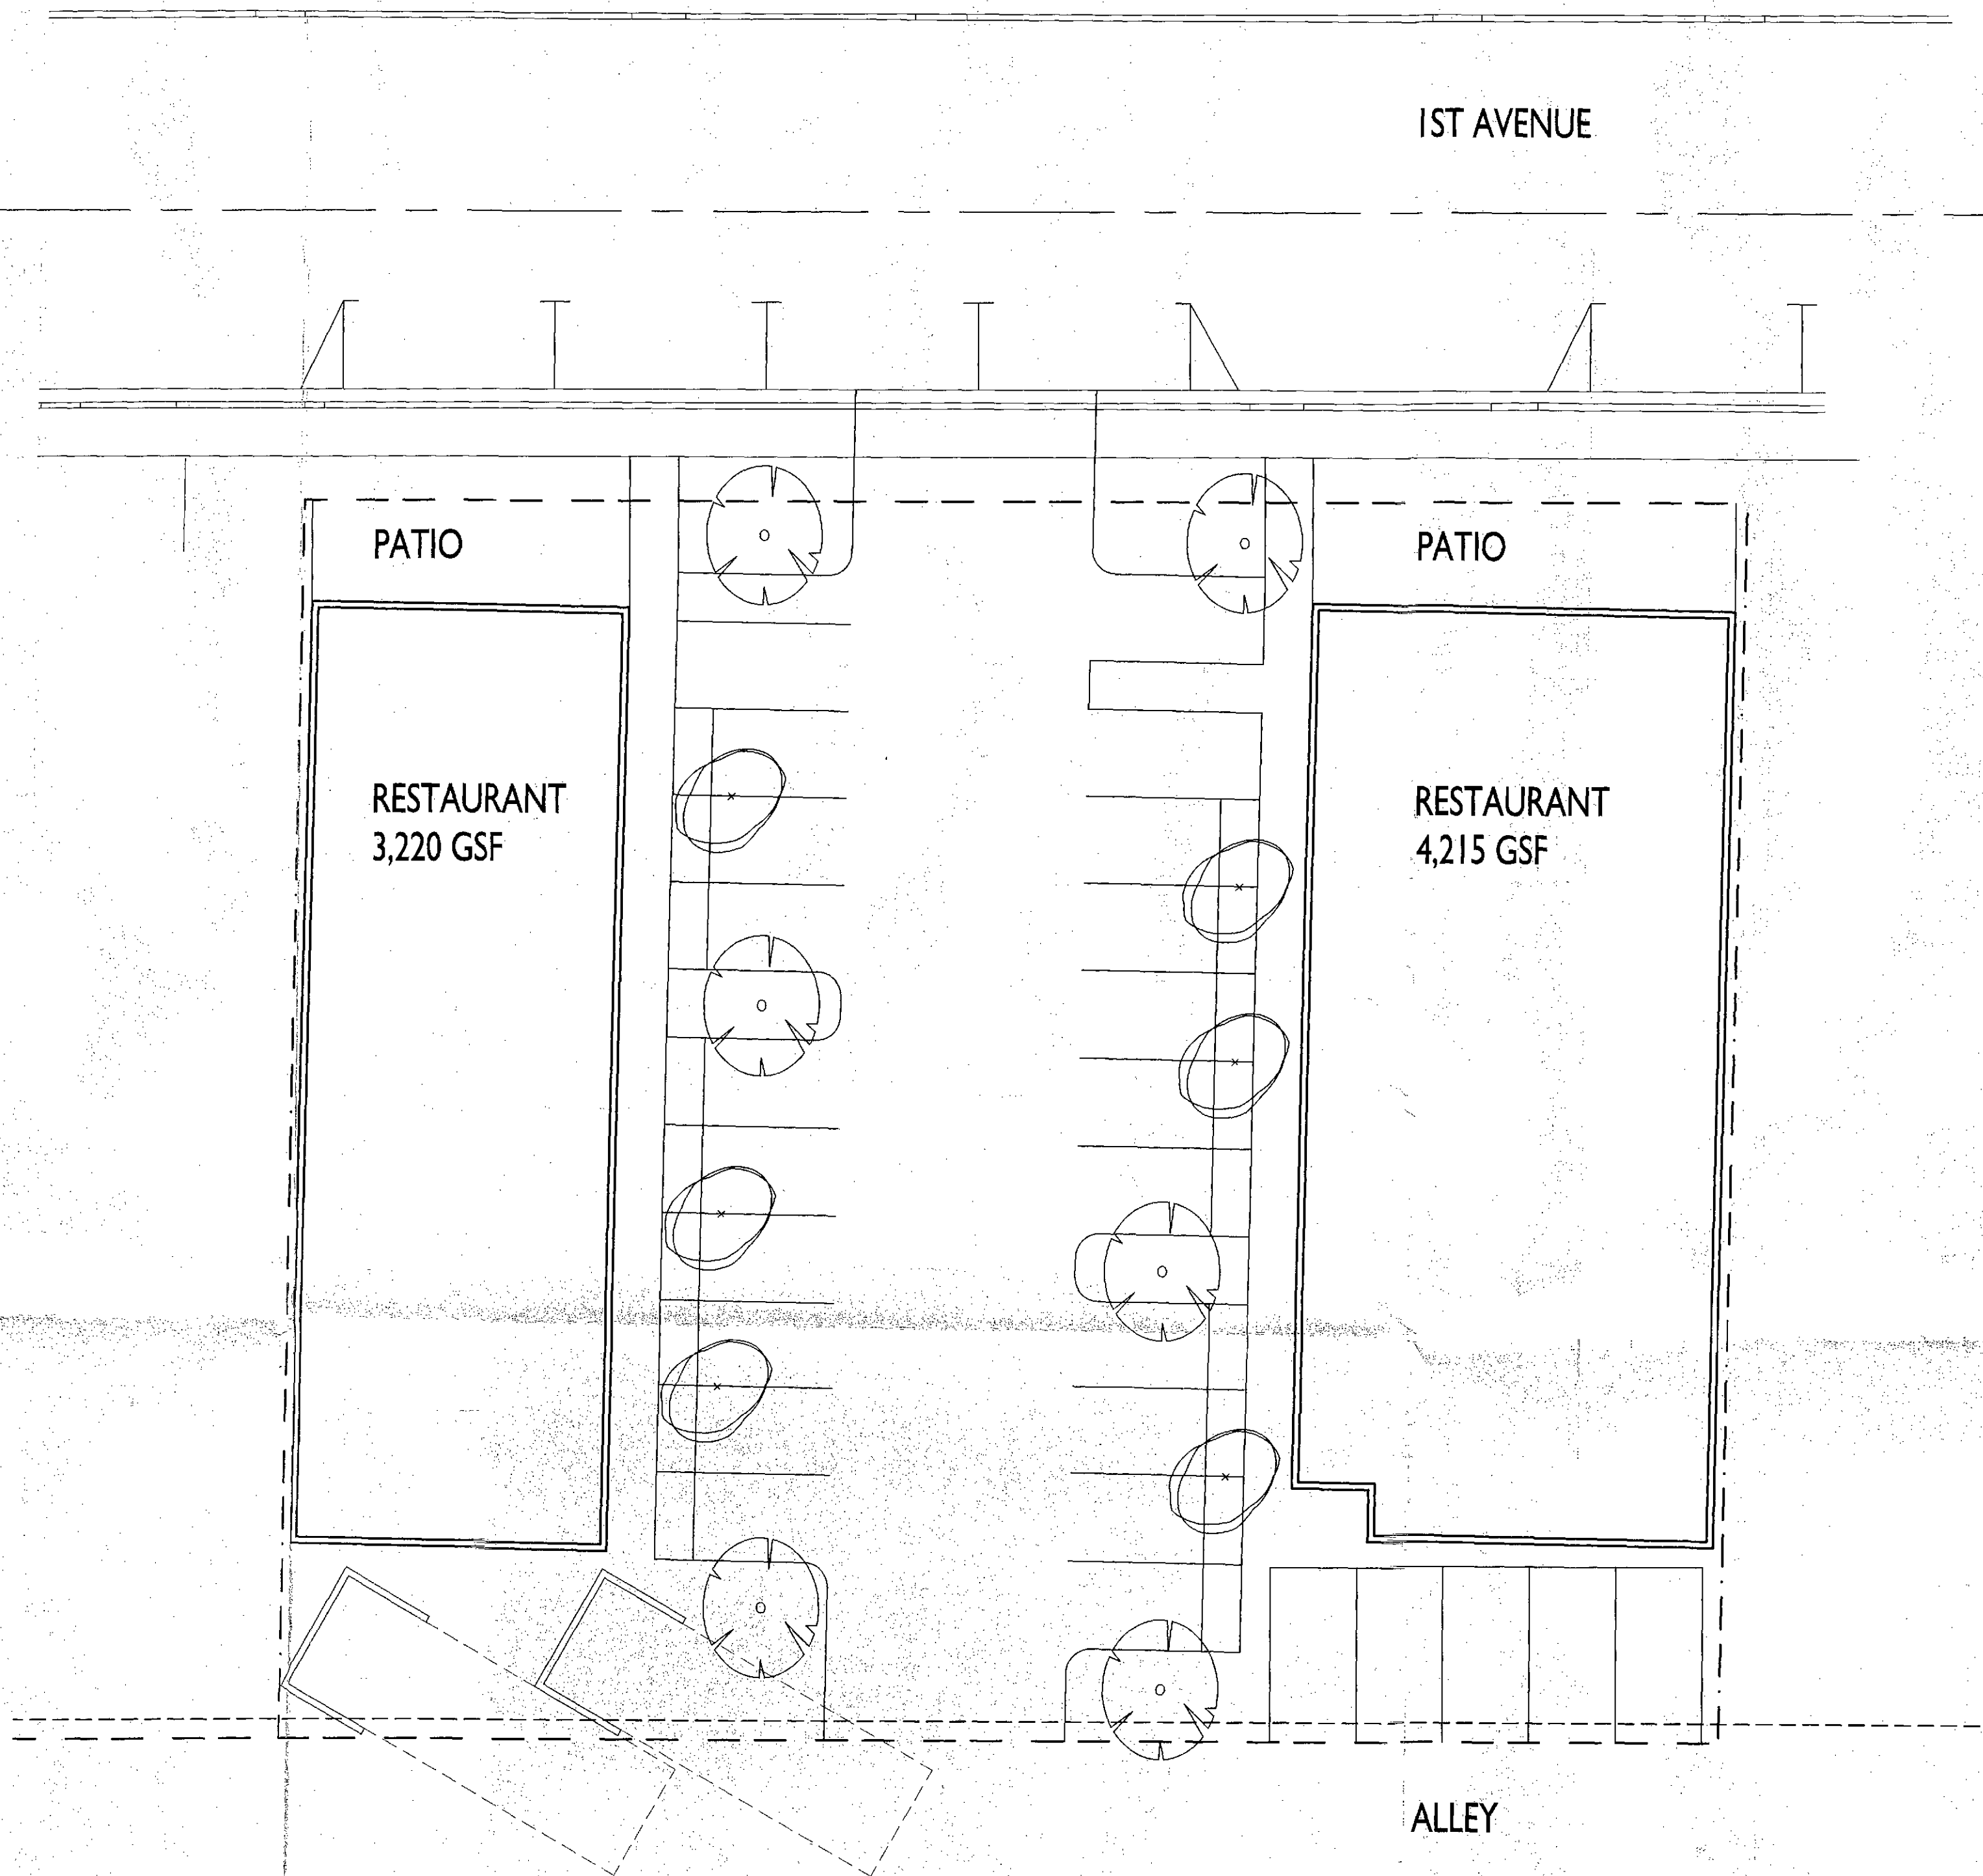 1ST AVENUE
PATIO
PATIO
RESTAURANT
3,220 GSF
RESTAURANT
4,215 GSF
ALLEY